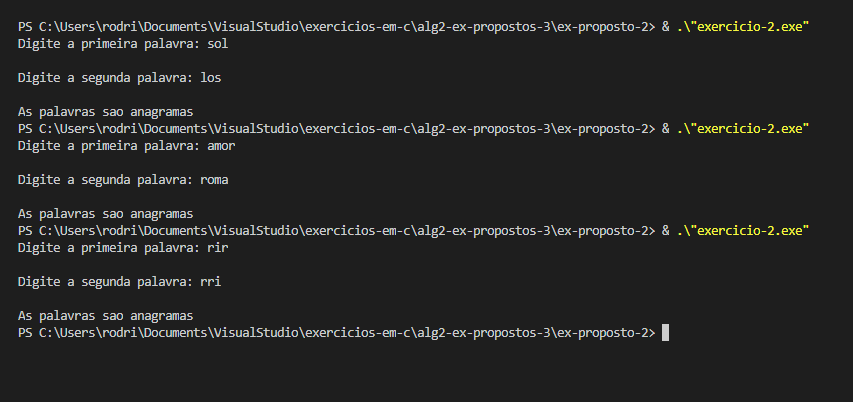 PS C:\Users\rodri\Documents\VisualStudio\exercicios-em-c\alg2-ex-propostos-3\ex-proposto-2> & .\"exercicio-2.exe"
Digite a primeira palavra: sol
Digite a segunda palavra: los
As palavras sao anagramas
PS C:\Users\rodri\Documents\VisualStudio\exercicios-em-c\alg2-ex-propostos-3\ex-proposto-2> & .\"exercicio-2.exe"
Digite a primeira palavra: amor
Digite a segunda palavra: roma
As palavras sao anagramas
PS C:\Users\rodri\Documents\VisualStudio\exercicios-em-c\alg2-ex-propostos-3\ex-proposto-2> & .\"exercicio-2.exe"
Digite a primeira palavra: rir
Digite a segunda palavra: rri
As palavras sao anagramas
PS C:\Users\rodri\Documents\VisualStudio\exercicios-em-c\alg2-ex-propostos-3\ex-proposto-2>